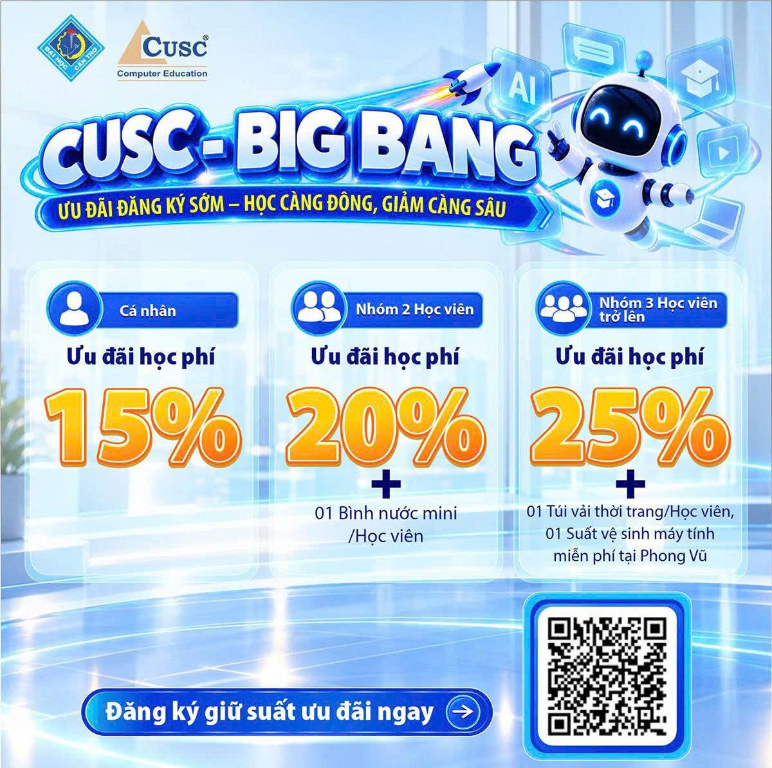 ĐẠI HỌC CẦN THƠ
CUSC®
Computer Education
AI
CUSC - BIG BANG
ƯU ĐÃI ĐĂNG KÝ SỚM – HỌC CÀNG ĐÔNG, GIẢM CÀNG SÂU
Cá nhân
Ưu đãi học phí
15%
Nhóm 2 Học viên
Ưu đãi học phí
20%
+
01 Bình nước mini
/Học viên
Nhóm 3 Học viên
trở lên
Ưu đãi học phí
25%
+
01 Túi vải thời trang/Học viên,
01 Suất vệ sinh máy tính
miễn phí tại Phong Vũ
Đăng ký giữ suất ưu đãi ngay